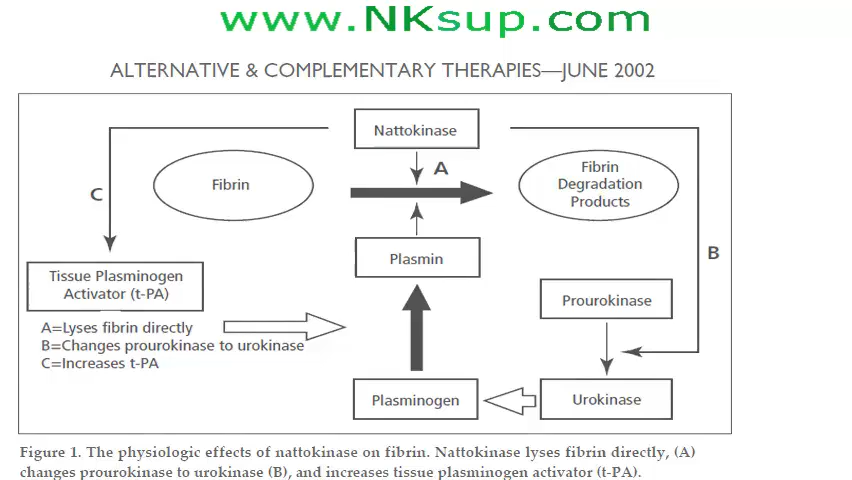 www.NKsup.com
ALTERNATIVE & COMPLEMENTARY THERAPIES—JUNE 2002
Nattokinase
A
Fibrin
Fibrin
Degradation
Products
C
B
Plasmin
Tissue Plasminogen
Activator (t-PA)
Prourokinase
A=Lyses fibrin directly
B=Changes prourokinase to urokinase
C=Increases t-PA
Plasminogen
Urokinase
Figure 1. The physiologic effects of nattokinase on fibrin. Nattokinase lyses fibrin directly, (A)
changes prourokinase to urokinase (B), and increases tissue plasminogen activator (t-PA).